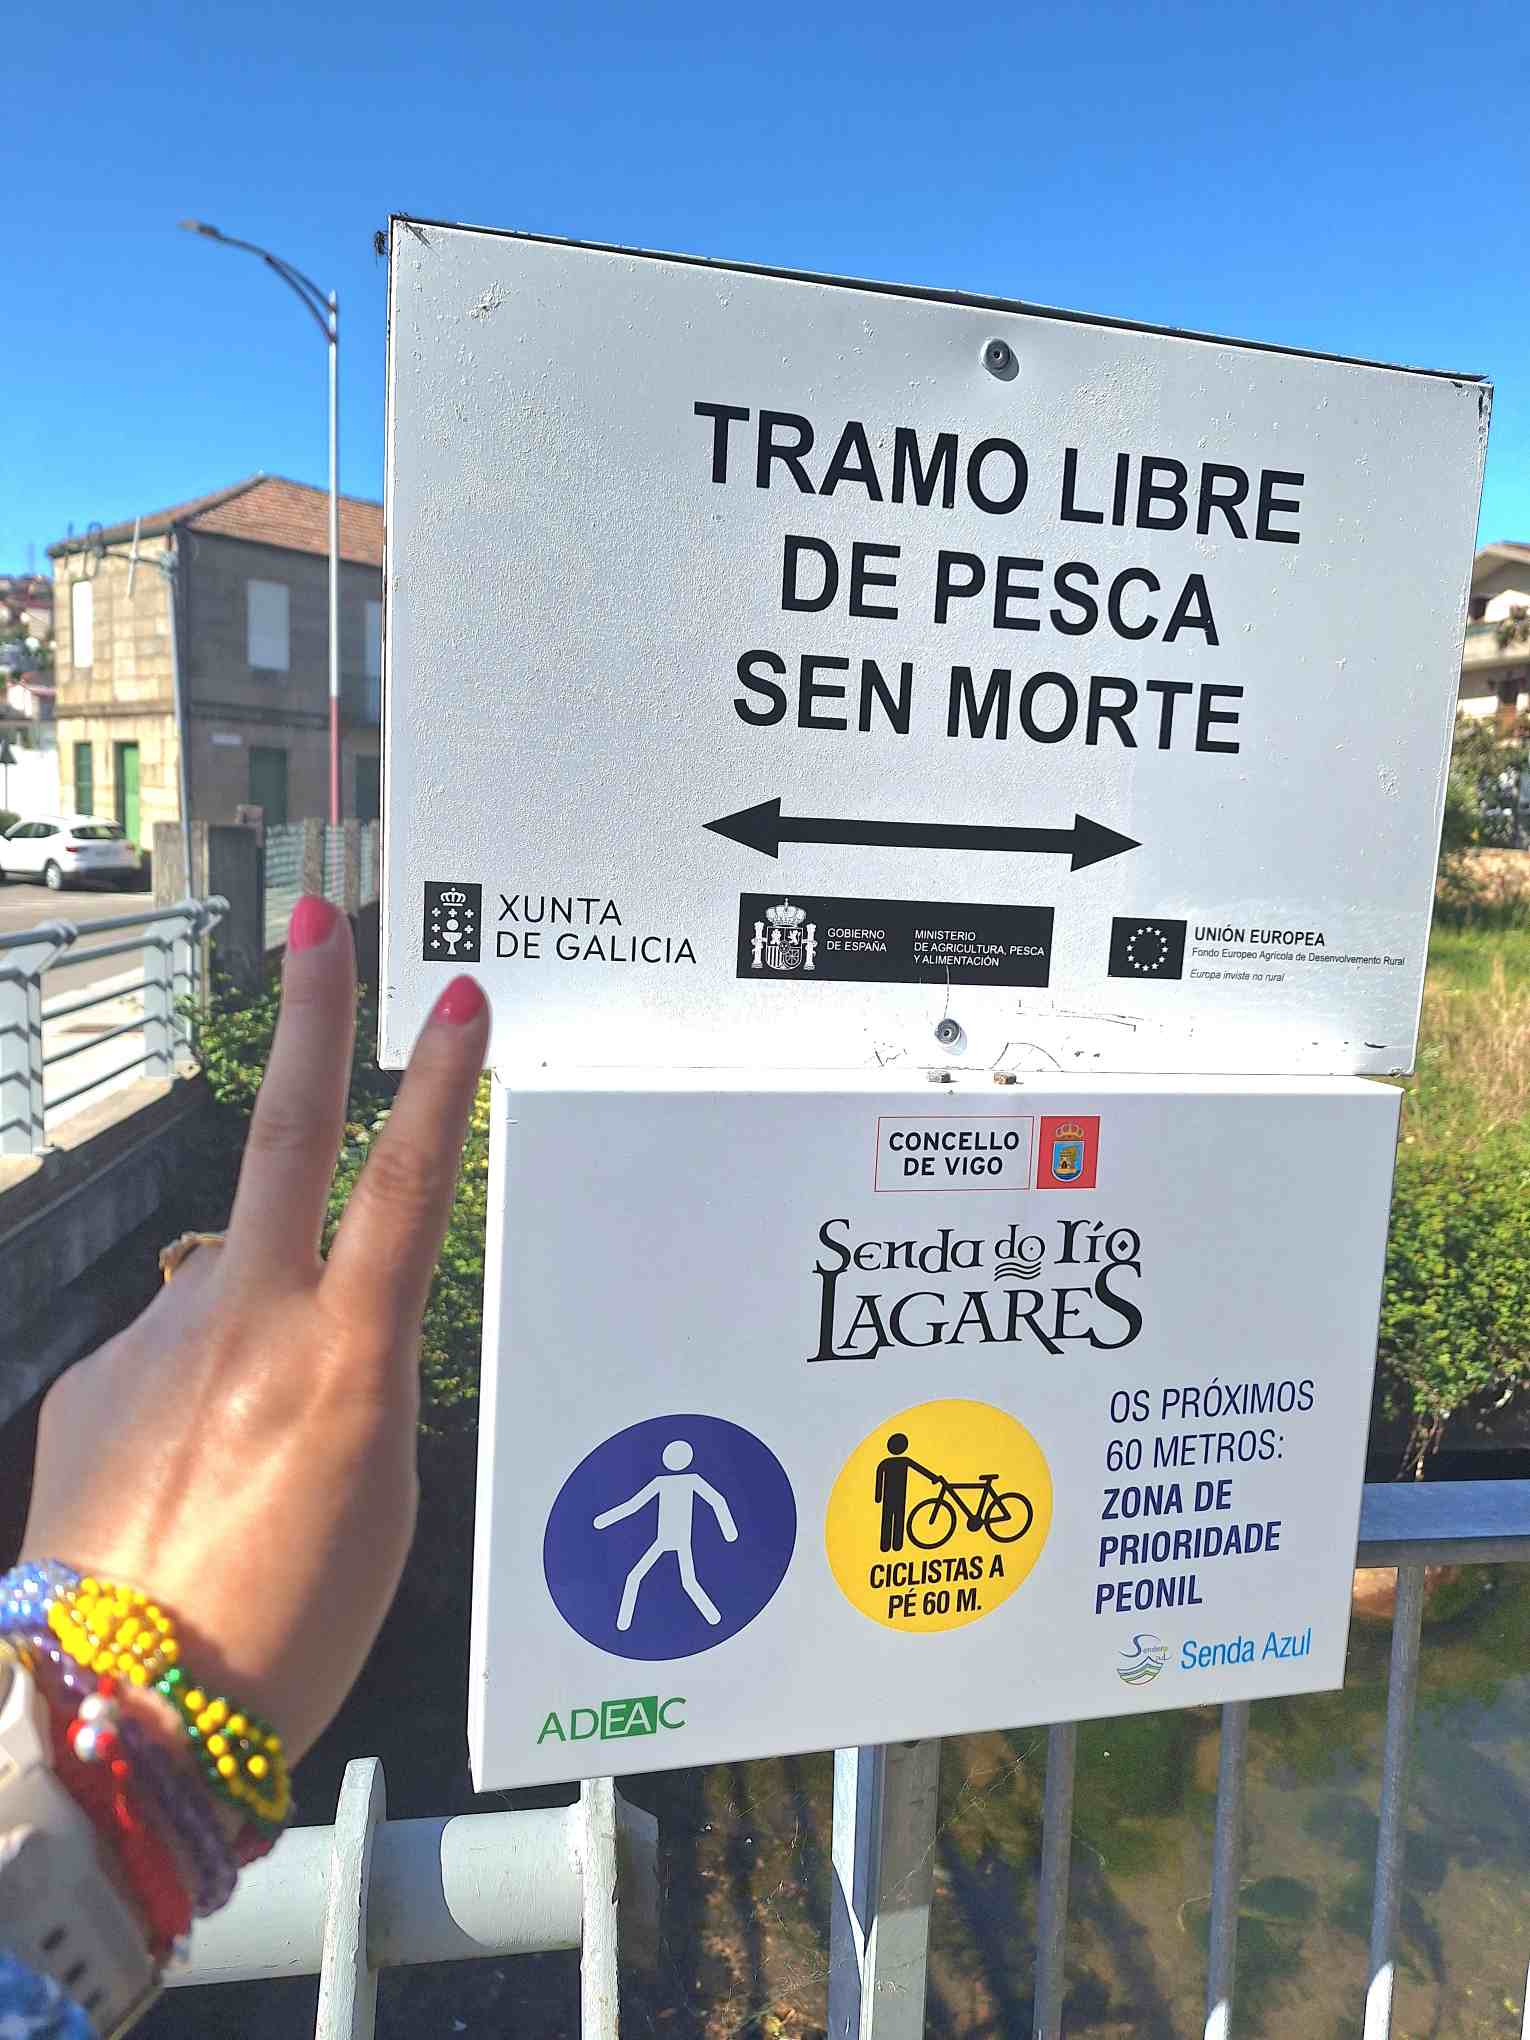 TRAMO LIBRE
DE PESCA
SEN MORTE
XUNTA
DE GALICIA
GOBIERNO
DE ESPAÑA
MINISTERIO
DE AGRICULTURA, PESCA
Y ALIMENTACIÓN
UNIÓN EUROPEA
Fondo Europeo Agrícola de Desenvolvemento Rural
Europa inviste no rural
CONCELLO
DE VIGO
Senda do río
LAGARES
CICLISTAS A
PÉ 60 M.
OS PRÓXIMOS
60 METROS:
ZONA DE
PRIORIDADE
PEONIL
Senda Azul
ADEAC